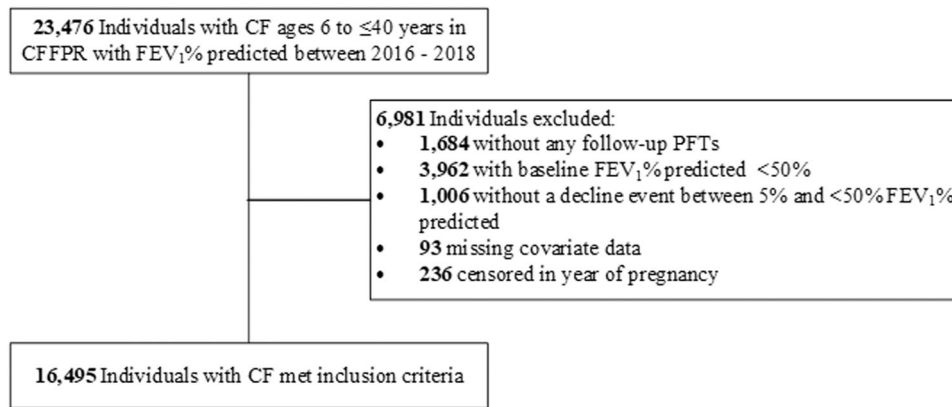 23,476 Individuals with CF ages 6 to ≤40 years in
CFFPR with FEV₁% predicted between 2016 - 2018
6,981 Individuals excluded:
• 1,684 without any follow-up PFTs
• 3,962 with baseline FEV₁% predicted <50%
• 1,006 without a decline event between 5% and <50% FEV₁%
predicted
• 93 missing covariate data
• 236 censored in year of pregnancy
16,495 Individuals with CF met inclusion criteria